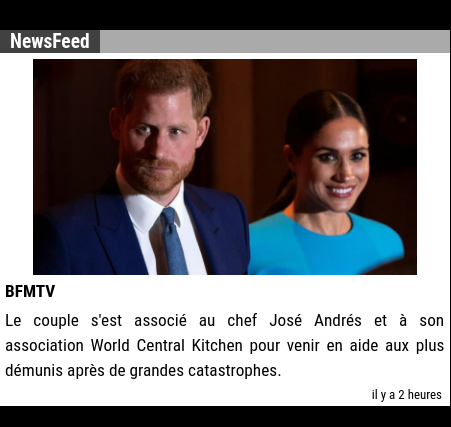 NewsFeed
BFMTV
Le couple s'est associé au chef José Andrés et à son
association World Central Kitchen pour venir en aide aux plus
démunis après de grandes catastrophes.
il y a 2 heures